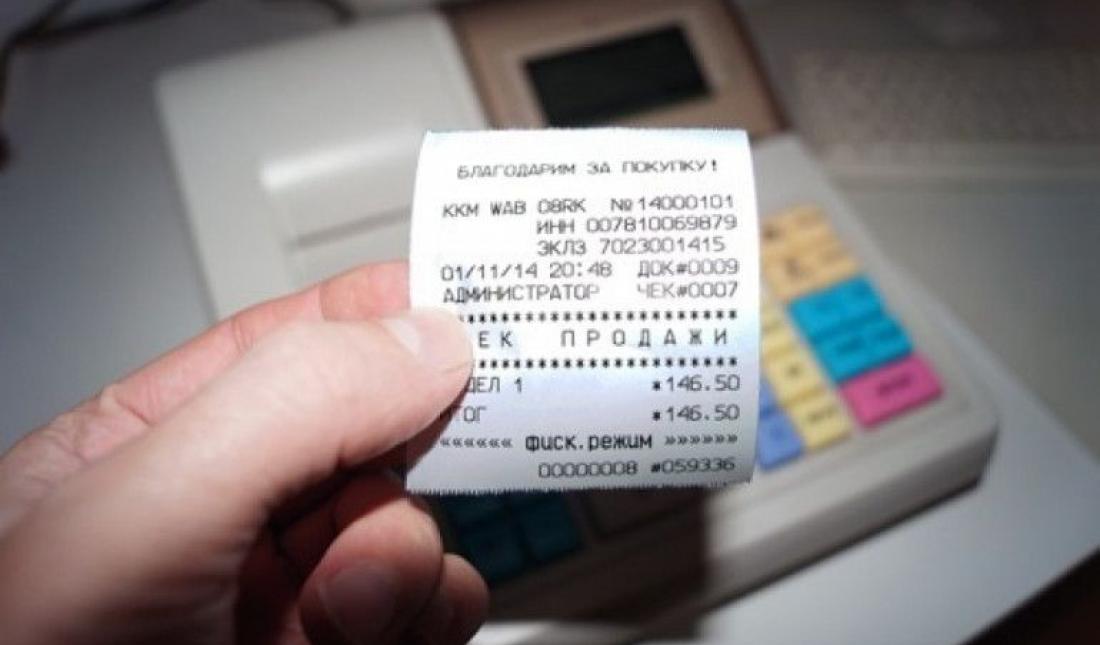 БЛАГОДАРИМ ЗА ПОКУПКУ!
ККМ WAB 08RK №14000101
ИНН 007810069879
ЭКЛЗ 7023001415
01/11/14 20:48 ДОК#0009
АДМИНИСТРАТОР ЧЕК#0007
ЕК ПРОДАЖИ
ДЕЛ 1 *146.50
ТОГ *146.50
«««««« фиск.режим »»»»»»
00000008 #059336